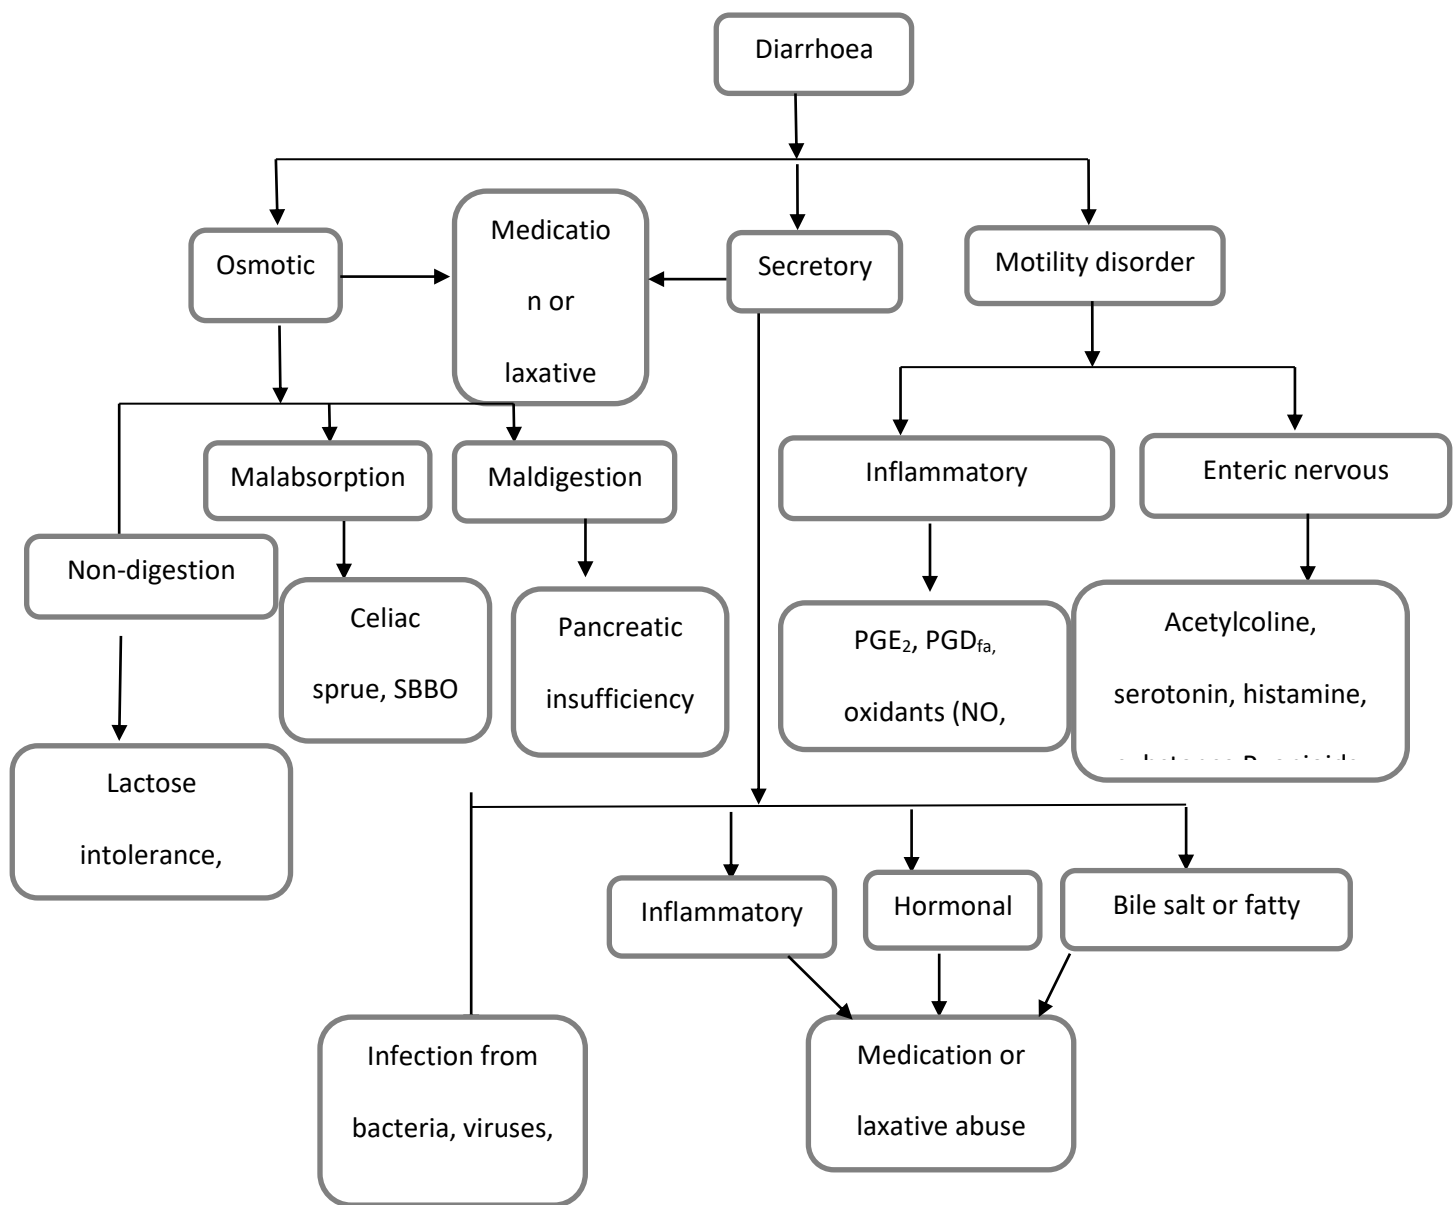 Diarrhoea
Osmotic
Medicatio
n or
laxative
Secretory
Motility disorder
Malabsorption
Maldigestion
Inflammatory
Enteric nervous
Non-digestion
Celiac
sprue, SBBO
Pancreatic
insufficiency
PGE₂, PGD_fa,
oxidants (NO,
Acetylcoline,
serotonin, histamine,
Lactose
intolerance,
Inflammatory
Hormonal
Bile salt or fatty
Infection from
bacteria, viruses,
Medication or
laxative abuse